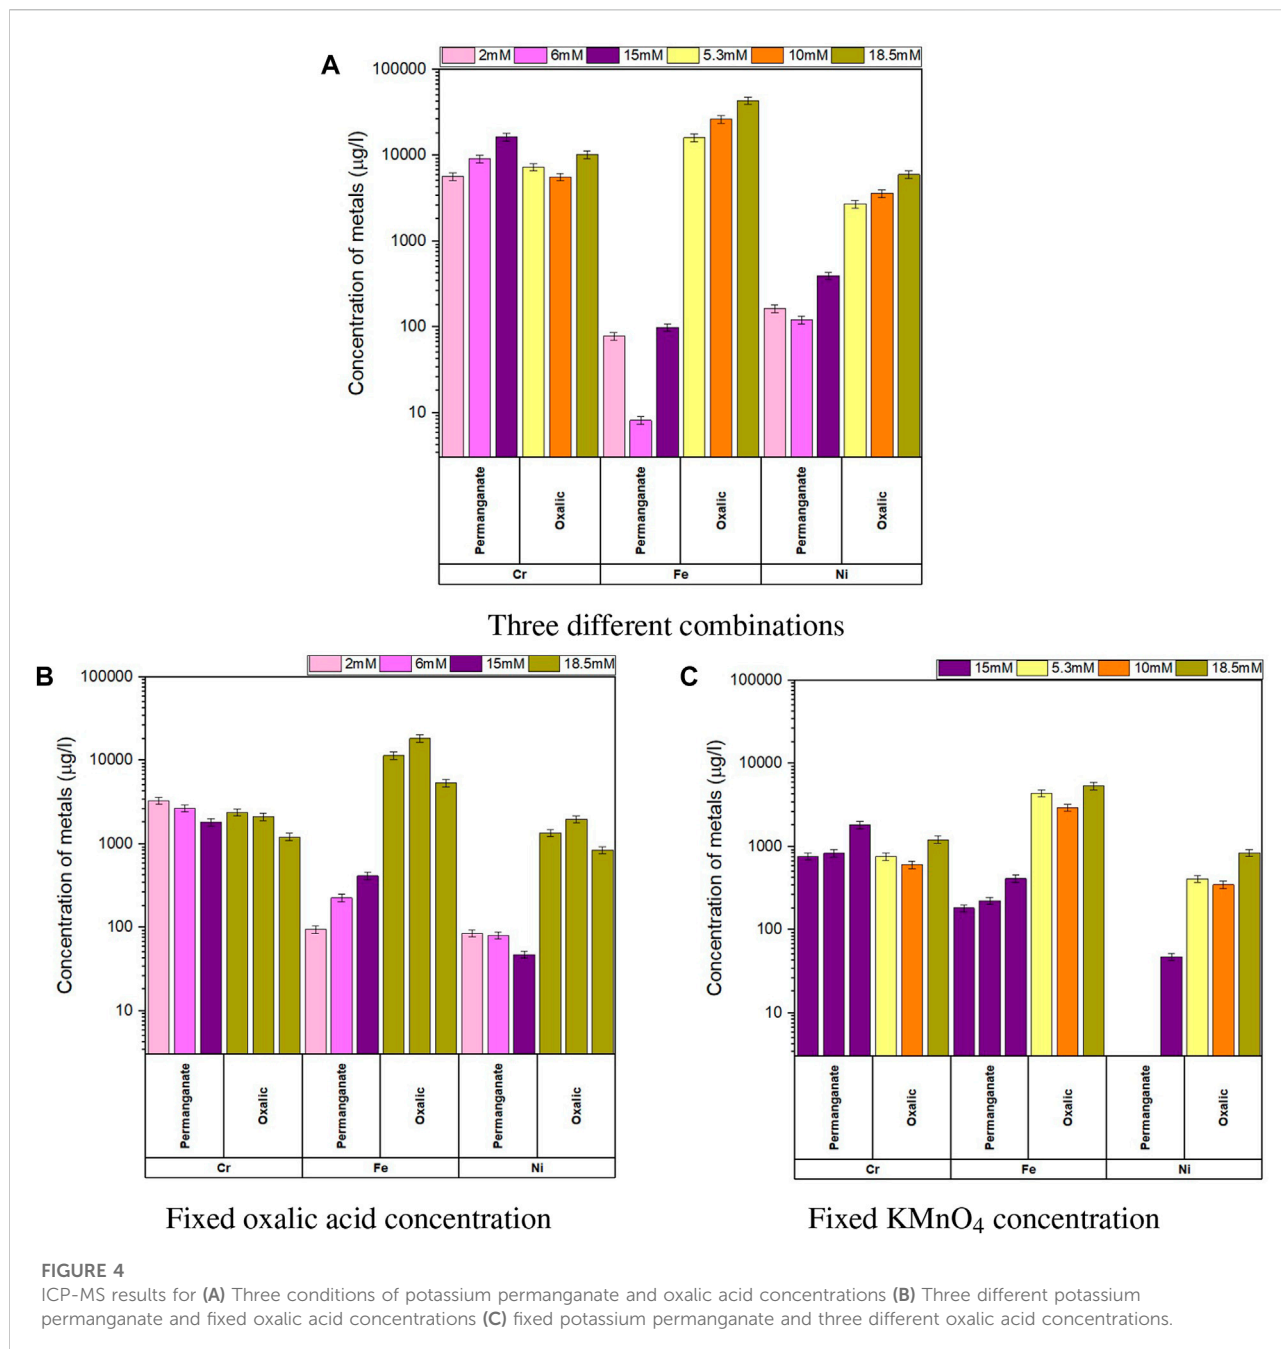 A
2mM 6mM 15mM 5.3mM 10mM 18.5mM
Concentration of metals (µg/l)
100000
10000
1000
100
10
Permanganate Oxalic Permanganate Oxalic Permanganate Oxalic
Cr Fe Ni
Three different combinations
B
2mM 6mM 15mM 18.5mM
Concentration of metals (µg/l)
100000
10000
1000
100
10
Permanganate Oxalic Permanganate Oxalic Permanganate Oxalic
Cr Fe Ni
Fixed oxalic acid concentration
C
15mM 5.3mM 10mM 18.5mM
Concentration of metals (µg/l)
100000
10000
1000
100
10
Permanganate Oxalic Permanganate Oxalic Permanganate Oxalic
Cr Fe Ni
Fixed KMnO₄ concentration
FIGURE 4
ICP-MS results for (A) Three conditions of potassium permanganate and oxalic acid concentrations (B) Three different potassium
permanganate and fixed oxalic acid concentrations (C) fixed potassium permanganate and three different oxalic acid concentrations.